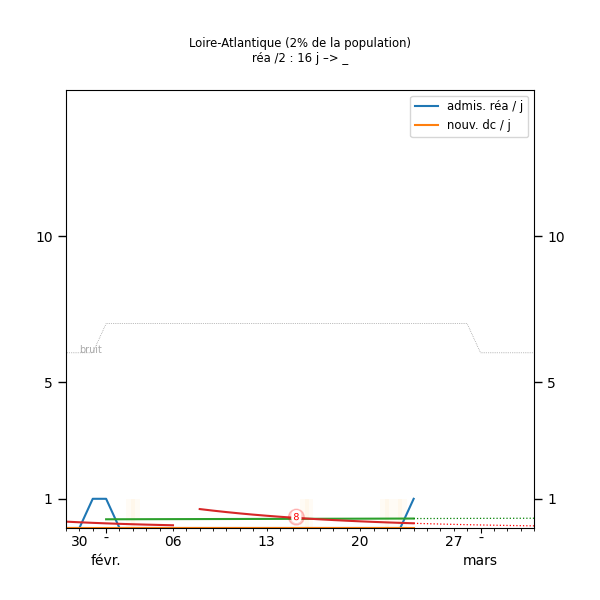 Loire-Atlantique (2% de la population)
réa /2 : 16 j –> _
admis. réa / j
nouv. dc / j
10 10
bruit
5 5
1 1
8
30 - 06 13 20 27 -
févr. mars